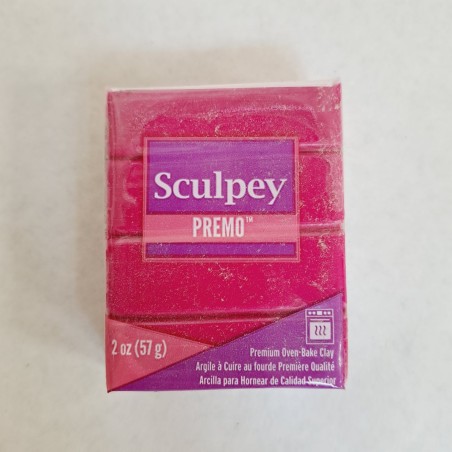 Sculpey
PREMO™
2 oz (57 g)
Premium Oven-Bake Clay
Argile à Cuire au fourde Première Qualité
Arcilla para Hornear de Calidad Superior